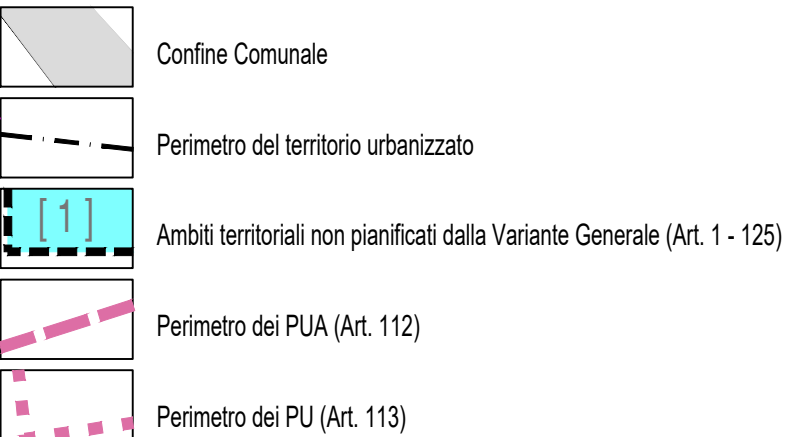 Confine Comunale
Perimetro del territorio urbanizzato
[ 1 ]
Ambiti territoriali non pianificati dalla Variante Generale (Art. 1 - 125)
Perimetro dei PUA (Art. 112)
Perimetro dei PU (Art. 113)